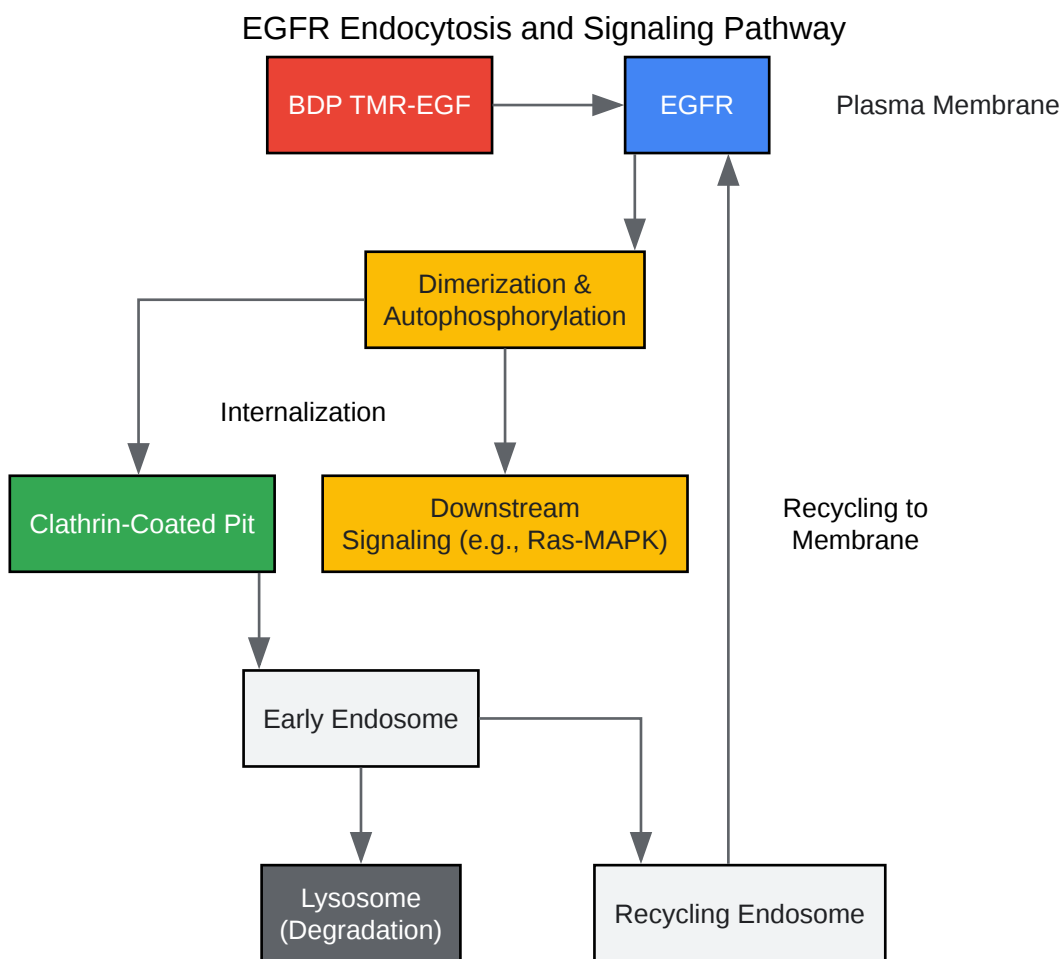 EGFR Endocytosis and Signaling Pathway
BDP TMR-EGF
EGFR
Plasma Membrane
Dimerization &
Autophosphorylation
Internalization
Clathrin-Coated Pit
Downstream
Signaling (e.g., Ras-MAPK)
Recycling to
Membrane
Early Endosome
Lysosome
(Degradation)
Recycling Endosome